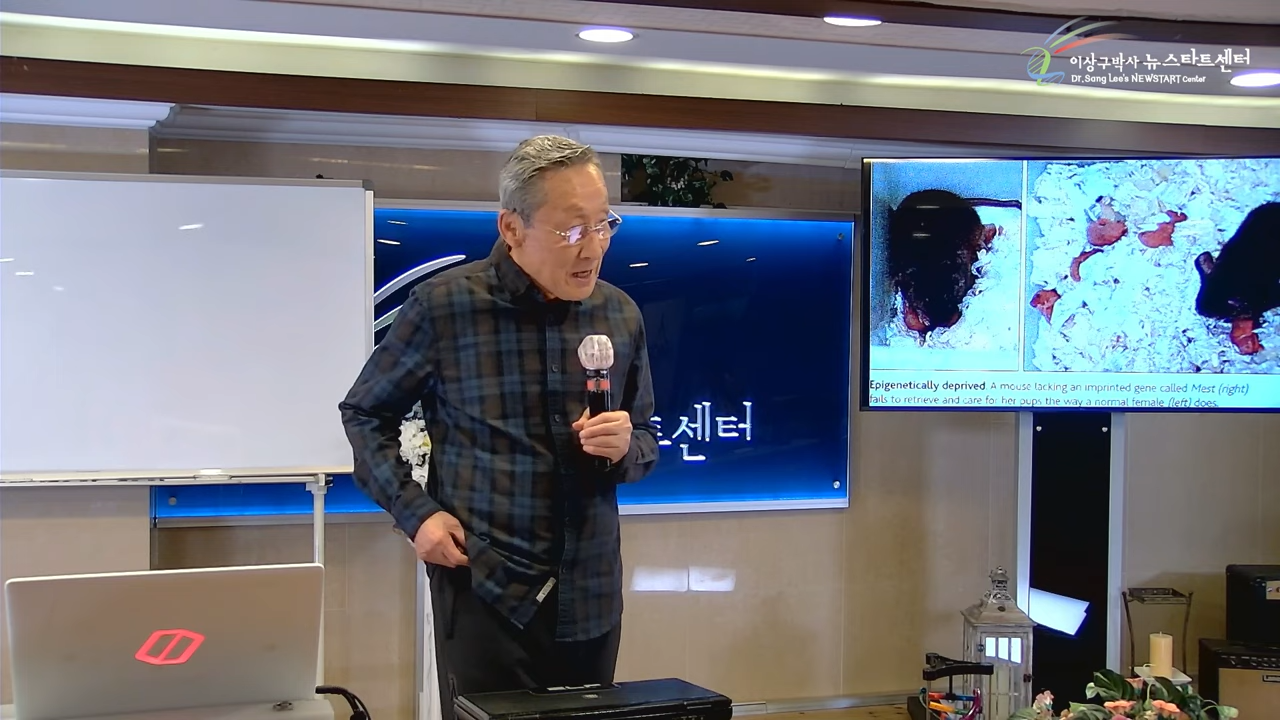 이상구박사 뉴스타트센터
Dr. Sang Lee's NEWSTART Center
Epigenetically deprived. A mouse lacking an imprinted gene called Mest (right)
fails to retrieve and care for her pups the way a normal female (left) does.
트센터